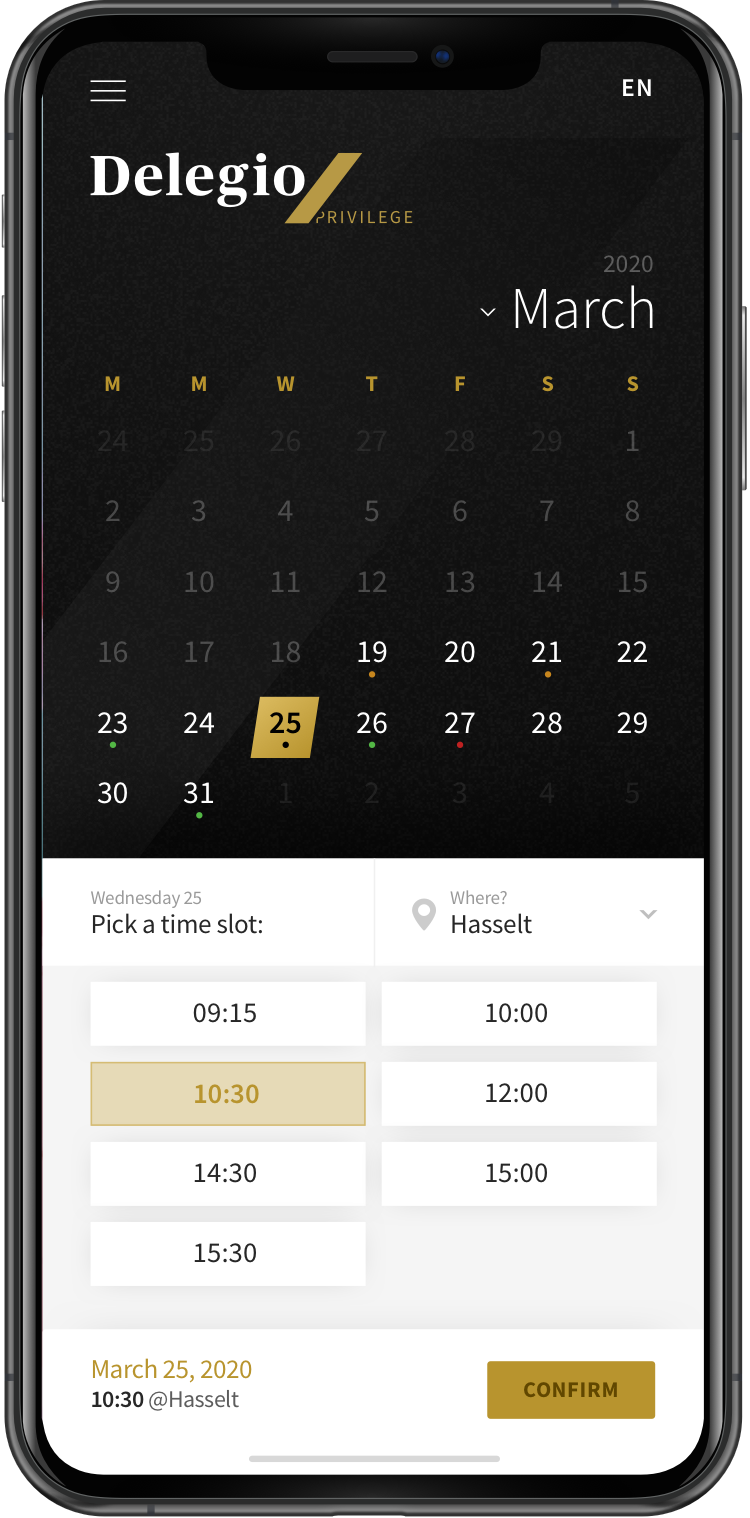 EN
Delegio
PRIVILEGE
2020
March
M M W T F S S
24 25 26 27 28 29 1
2 3 4 5 6 7 8
9 10 11 12 13 14 15
16 17 18 19 20 21 22
23 24 25 26 27 28 29
30 31 1 2 3 4 5
Wednesday 25
Pick a time slot:
Where?
Hasselt
09:15 10:00
10:30 12:00
14:30 15:00
15:30
March 25, 2020
10:30 @Hasselt
CONFIRM